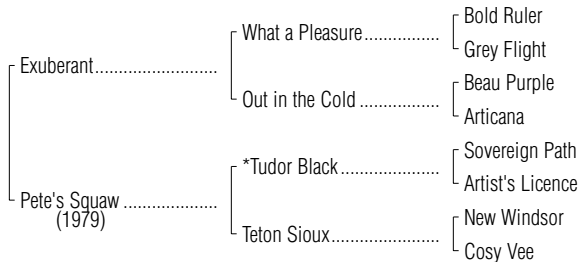 What a Pleasure................. Bold Ruler
Grey Flight
Exuberant...........................
Out in the Cold .................. Beau Purple
Articana
*Tudor Black...................... Sovereign Path
Artist's Licence
Pete's Squaw .....................
(1979)
Teton Sioux........................ New Windsor
Cosy Vee